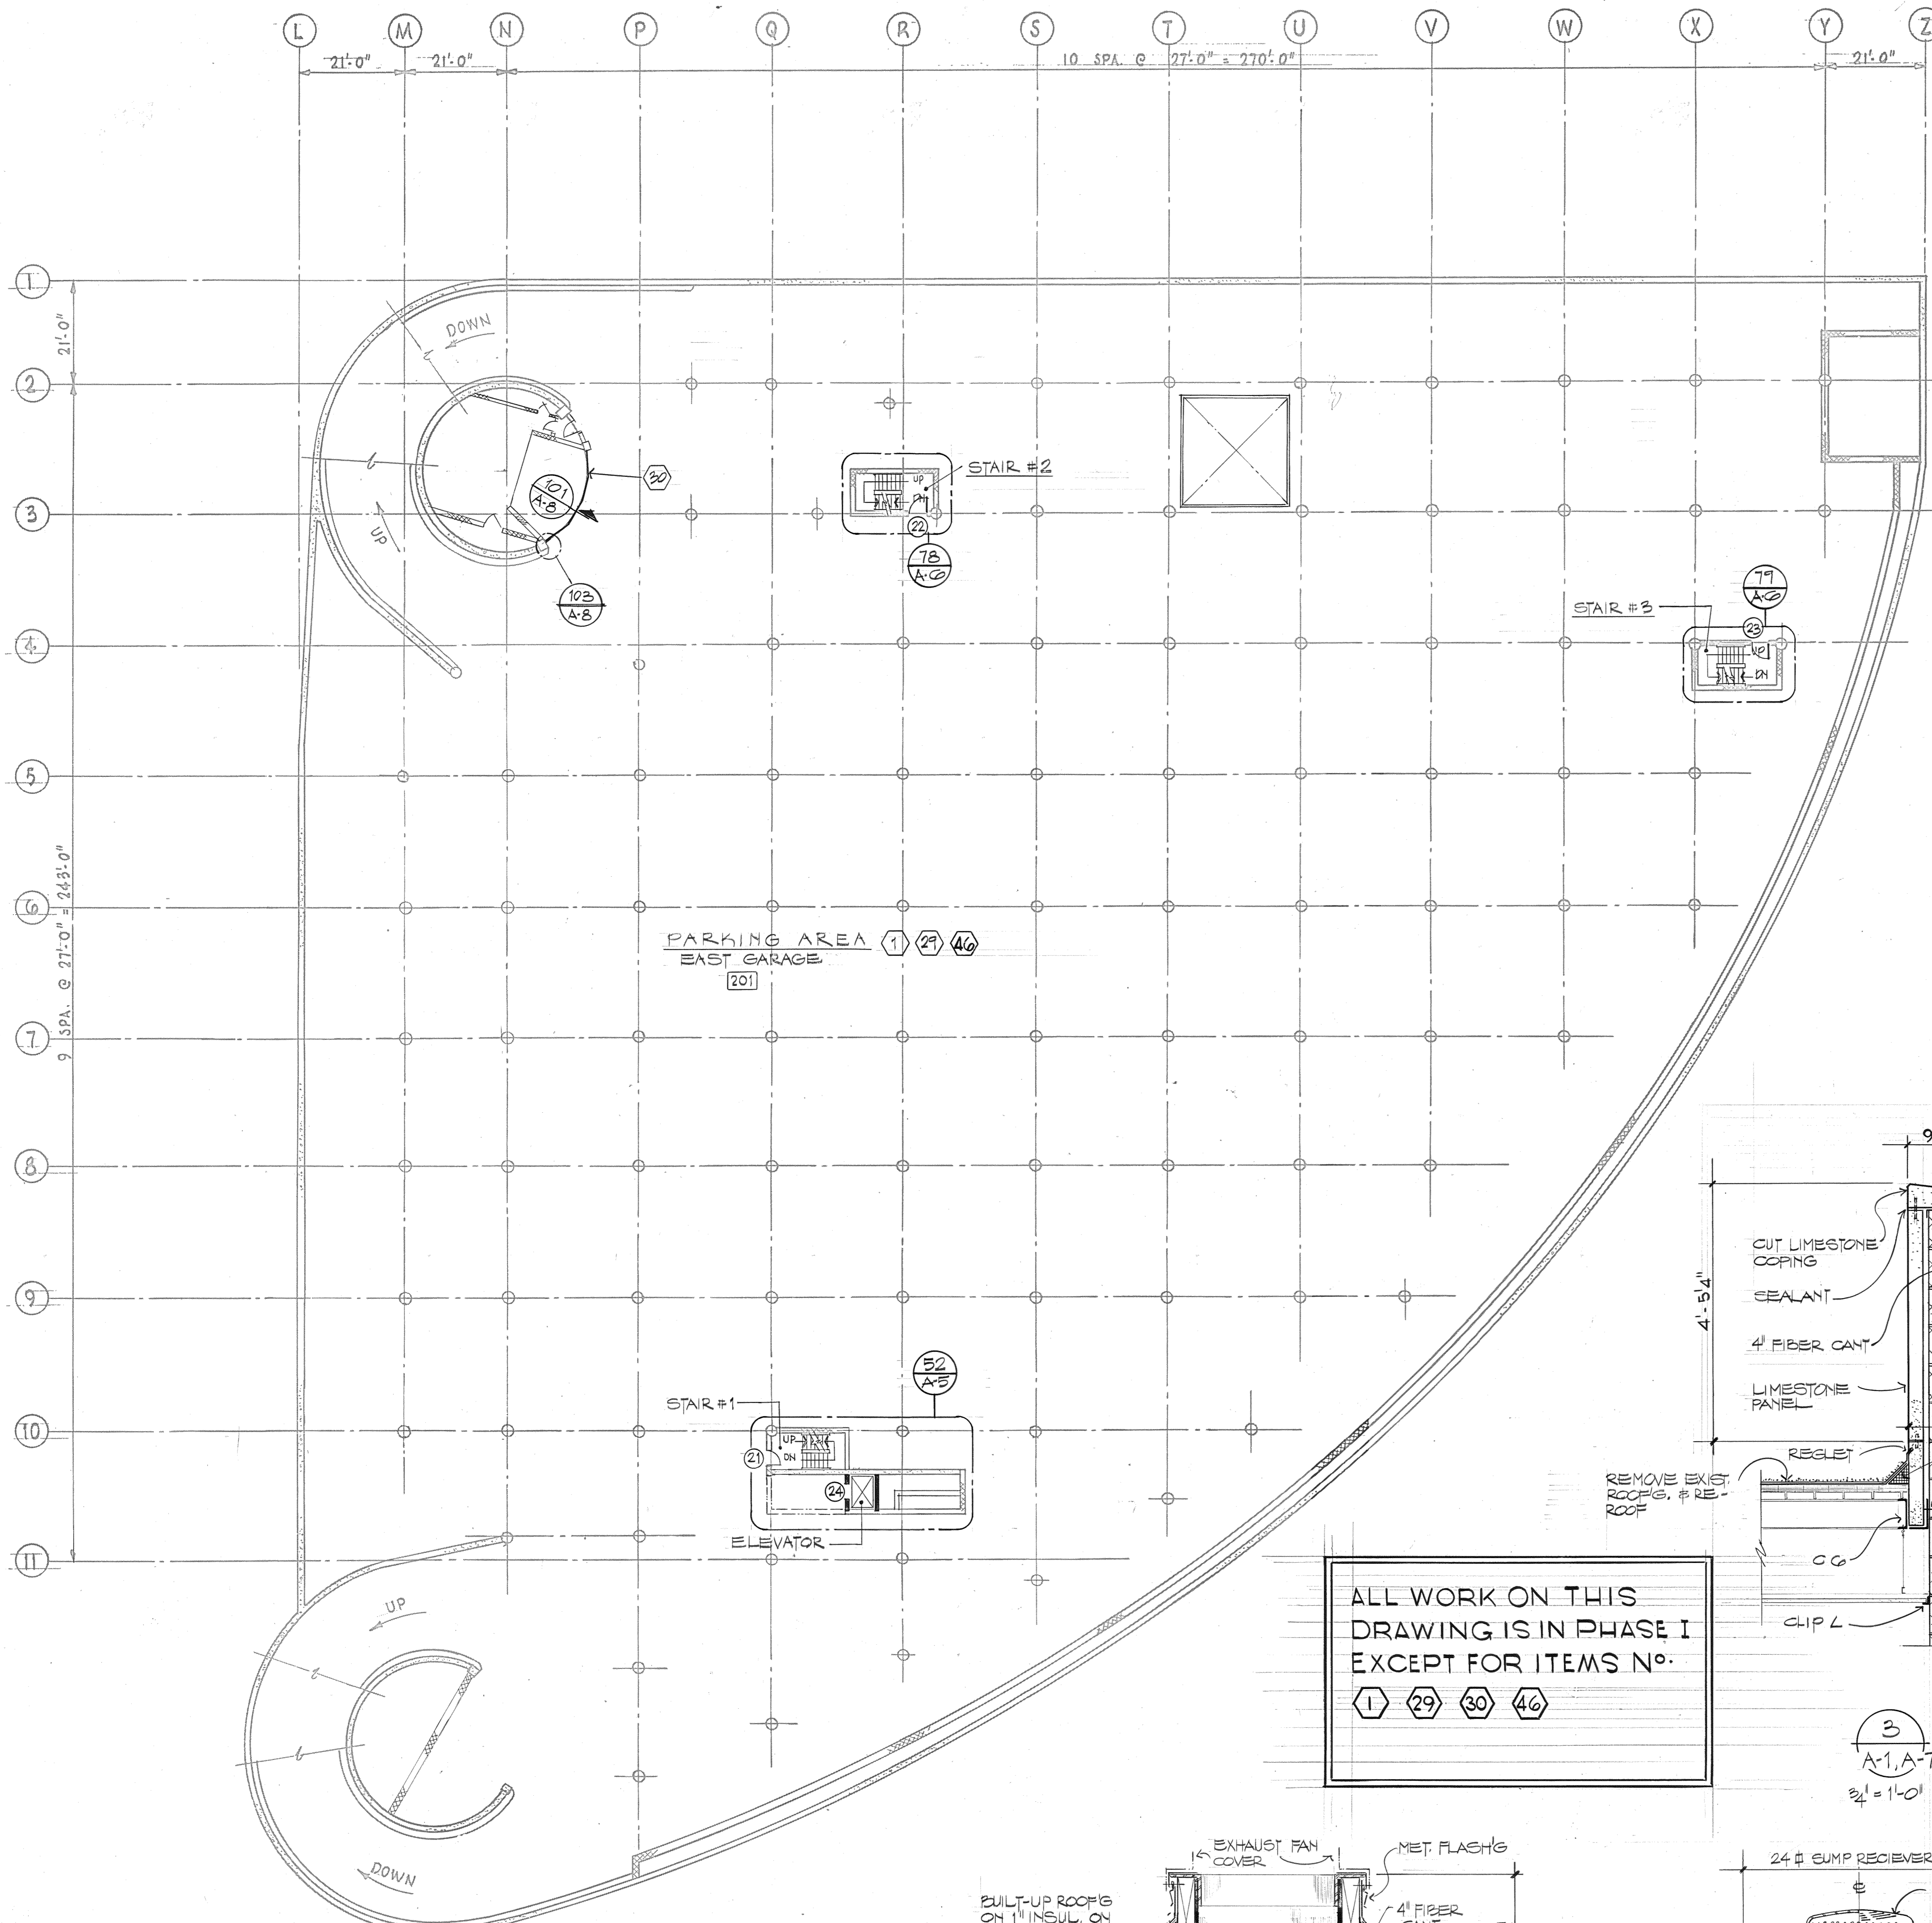 L M N P Q R S T U V W X Y Z
21'-0" 21'-0" 10 SPA. @ 27'-0" = 270'-0" 21'-0"
1
21'-0"
2
3
4
5
6
7
8
9
10
11
9 SPA. @ 27'-0" = 243'-0"
DOWN
UP
30
101
A-8
103
A-8
STAIR #2
UP
DN
22
78
A-6
STAIR #3
79
A-6
23
UP
DN
PARKING AREA 1 29 46
EAST GARAGE
201
52
A-5
STAIR #1
UP
DN
21
24
ELEVATOR
UP
DOWN
ALL WORK ON THIS
DRAWING IS IN PHASE I
EXCEPT FOR ITEMS Nº.
1 29 30 46
9
4'-5'4"
CUT LIMESTONE
COPING
SEALANT
4" FIBER CANT
LIMESTONE
PANEL
REGLET
REMOVE EXIST.
ROOF'G. & RE-
ROOF
C6
CLIP L
3
A-1, A-7
3/4" = 1'-0"
EXHAUST FAN
COVER
MET. FLASH'G
BUILT-UP ROOF'G
ON 1" INSUL. ON
4" FIBER
CANT
24 SUMP RECIEVER